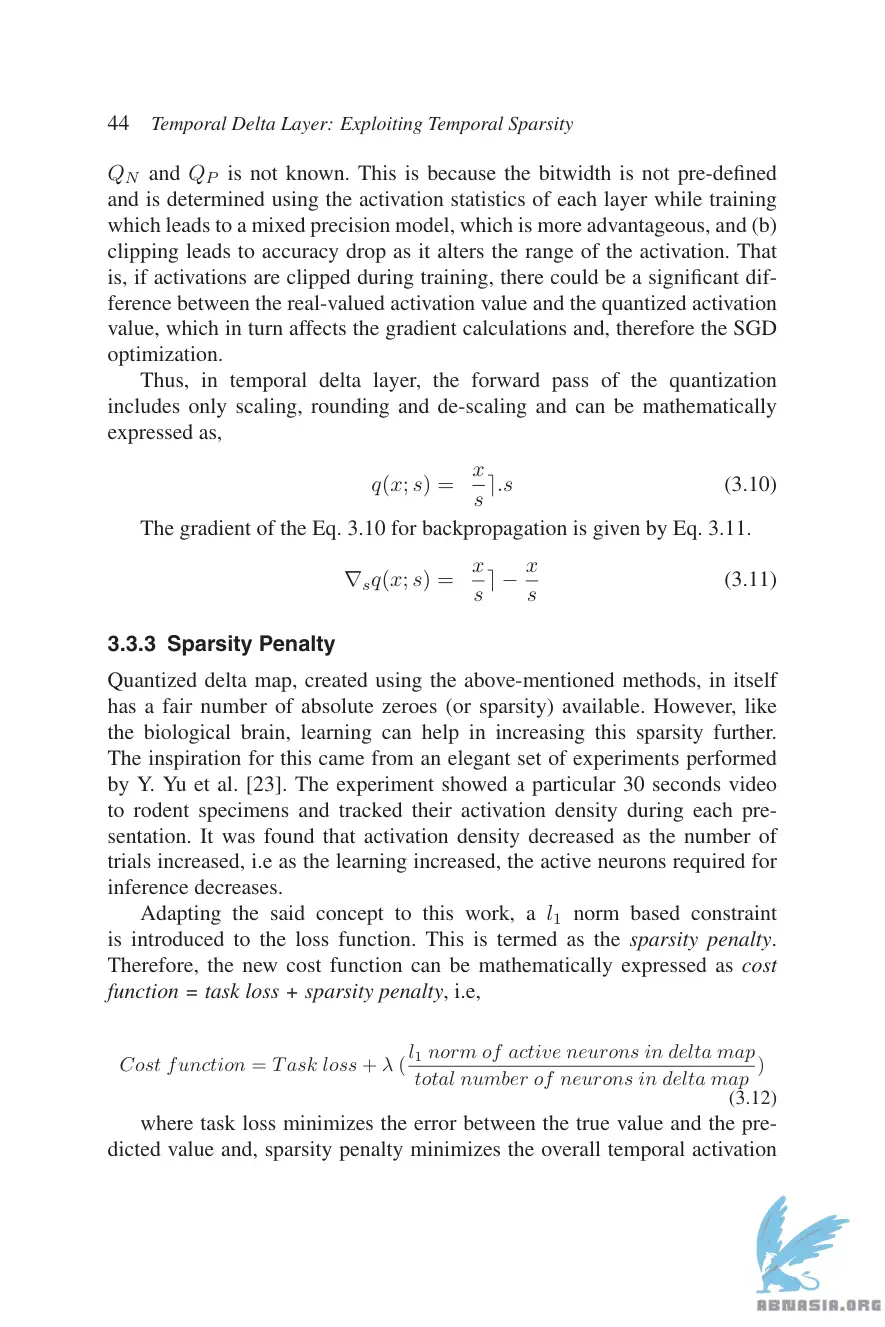 44 Temporal Delta Layer: Exploiting Temporal Sparsity
Q_N and Q_P is not known. This is because the bitwidth is not pre-defined
and is determined using the activation statistics of each layer while training
which leads to a mixed precision model, which is more advantageous, and (b)
clipping leads to accuracy drop as it alters the range of the activation. That
is, if activations are clipped during training, there could be a significant dif-
ference between the real-valued activation value and the quantized activation
value, which in turn affects the gradient calculations and, therefore the SGD
optimization.
Thus, in temporal delta layer, the forward pass of the quantization
includes only scaling, rounding and de-scaling and can be mathematically
expressed as,
q(x; s) = x/s⌉.s (3.10)
The gradient of the Eq. 3.10 for backpropagation is given by Eq. 3.11.
∇_s q(x; s) = x/s⌉ − x/s (3.11)
3.3.3 Sparsity Penalty
Quantized delta map, created using the above-mentioned methods, in itself
has a fair number of absolute zeroes (or sparsity) available. However, like
the biological brain, learning can help in increasing this sparsity further.
The inspiration for this came from an elegant set of experiments performed
by Y. Yu et al. [23]. The experiment showed a particular 30 seconds video
to rodent specimens and tracked their activation density during each pre-
sentation. It was found that activation density decreased as the number of
trials increased, i.e as the learning increased, the active neurons required for
inference decreases.
Adapting the said concept to this work, a l_1 norm based constraint
is introduced to the loss function. This is termed as the sparsity penalty.
Therefore, the new cost function can be mathematically expressed as cost
function = task loss + sparsity penalty, i.e,
Cost function = Task loss + λ (l_1 norm of active neurons in delta map / total number of neurons in delta map)
(3.12)
where task loss minimizes the error between the true value and the pre-
dicted value and, sparsity penalty minimizes the overall temporal activation
ABNASIA.ORG